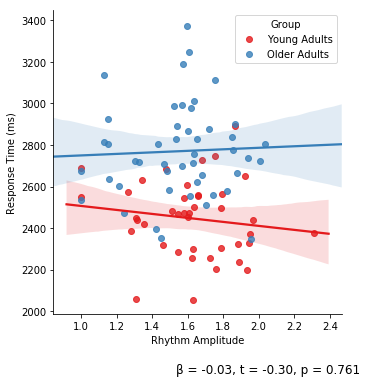 Group
Young Adults
Older Adults
Response Time (ms)
3400
3200
3000
2800
2600
2400
2200
2000
1.0 1.2 1.4 1.6 1.8 2.0 2.2 2.4
Rhythm Amplitude
β = -0.03, t = -0.30, p = 0.761